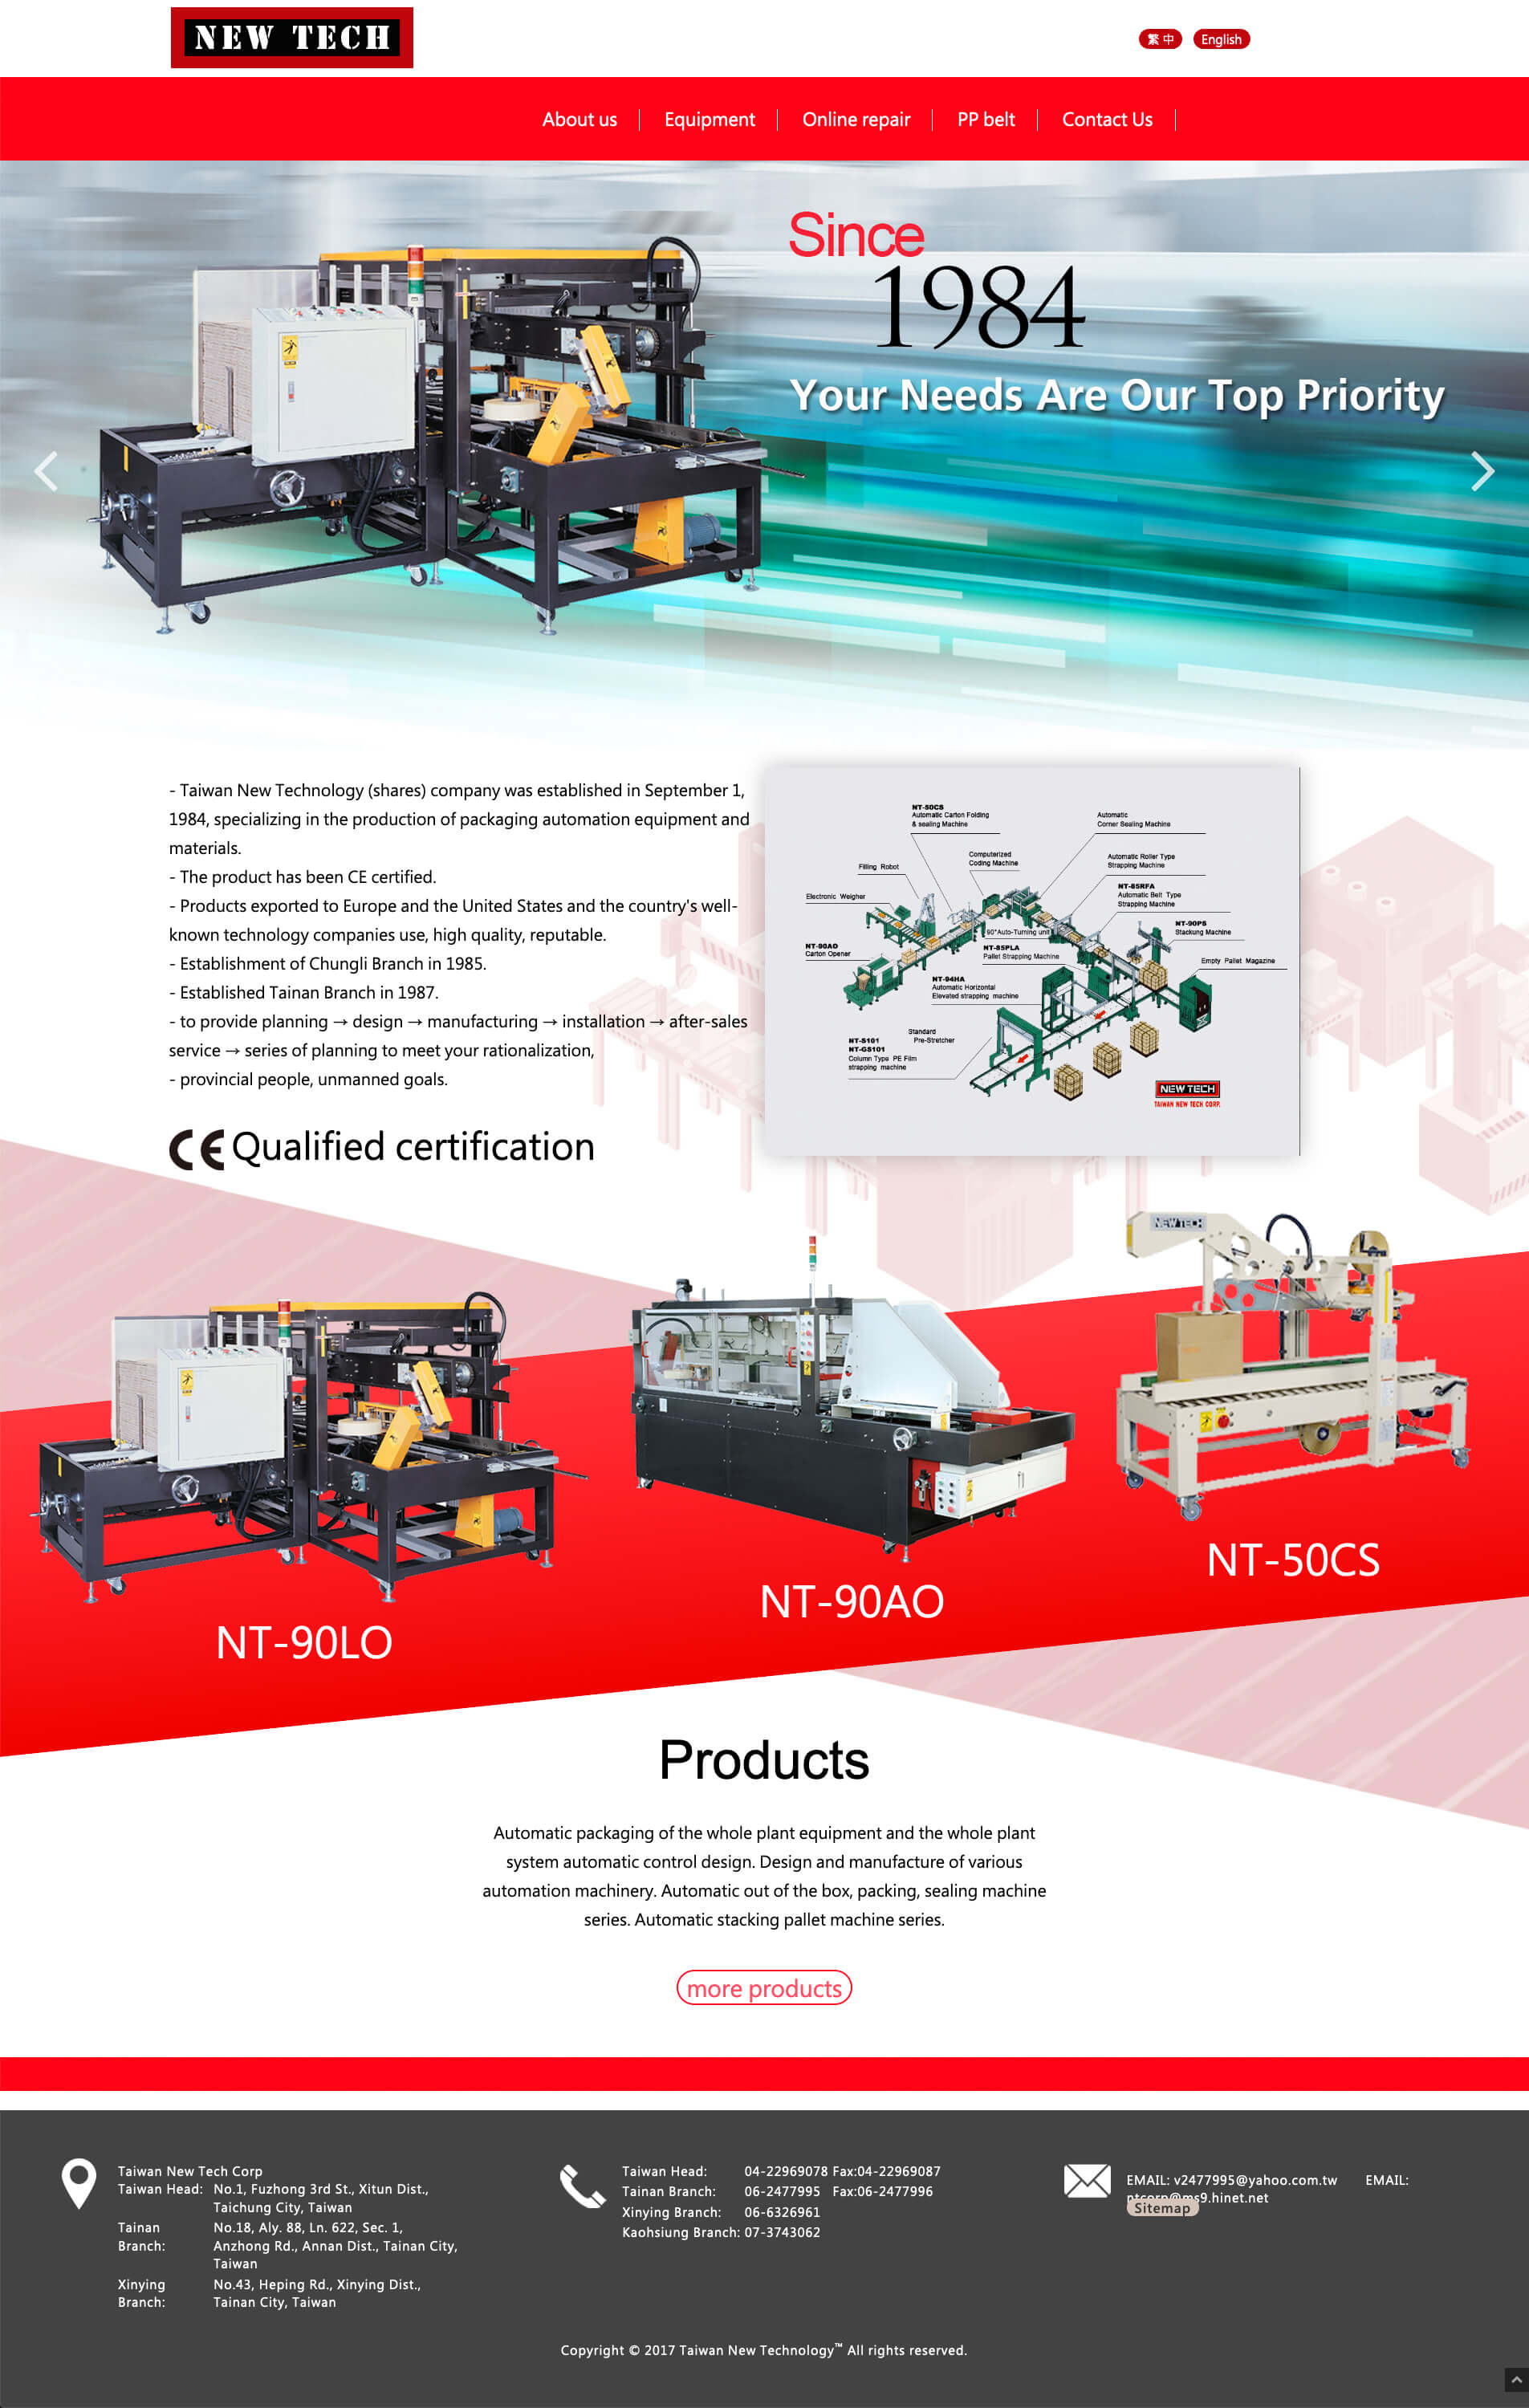 NEW TECH
繁 中
English
About us
Equipment
Online repair
PP belt
Contact Us
Since
1984
Your Needs Are Our Top Priority
- Taiwan New Technology (shares) company was established in September 1,
1984, specializing in the production of packaging automation equipment and
materials.
- The product has been CE certified.
- Products exported to Europe and the United States and the country's well-
known technology companies use, high quality, reputable.
- Establishment of Chungli Branch in 1985.
- Established Tainan Branch in 1987.
- to provide planning → design → manufacturing → installation → after-sales
service → series of planning to meet your rationalization,
- provincial people, unmanned goals.
CE Qualified certification
NT-50CS
Automatic Carton Folding
& sealing Machine
Automatic
Corner Sealing Machine
Filling Robot
Computerized
Coding Machine
Automatic Roller Type
Strapping Machine
Electronic Weigher
NT-85RFA
Automatic Belt Type
Strapping Machine
NT-90PS
Stackung Machine
90°Auto-Turning unit
NT-90AO
Carton Opener
NT-85PLA
Pallet Strapping Machine
Empty Pallet Magazine
NT-94HA
Automatic Horizontal
Elevated strapping machine
Standard
Pre-Stretcher
NT-S101
NT-GS101
Column Type PE Film
strapping machine
NEW TECH
TAIWAN NEW TECH CORP.
NEW TECH
NT-50CS
NT-90AO
NT-90LO
Products
Automatic packaging of the whole plant equipment and the whole plant
system automatic control design. Design and manufacture of various
automation machinery. Automatic out of the box, packing, sealing machine
series. Automatic stacking pallet machine series.
more products
Taiwan New Tech Corp
Taiwan Head: No.1, Fuzhong 3rd St., Xitun Dist.,
Taichung City, Taiwan
Tainan Branch: No.18, Aly. 88, Ln. 622, Sec. 1,
Anzhong Rd., Annan Dist., Tainan City,
Taiwan
Xinying Branch: No.43, Heping Rd., Xinying Dist.,
Tainan City, Taiwan
Taiwan Head: 04-22969078 Fax:04-22969087
Tainan Branch: 06-2477995 Fax:06-2477996
Xinying Branch: 06-6326961
Kaohsiung Branch: 07-3743062
EMAIL: v2477995@yahoo.com.tw EMAIL:
ntcorp@ms9.hinet.net
Sitemap
Copyright © 2017 Taiwan New Technology™ All rights reserved.